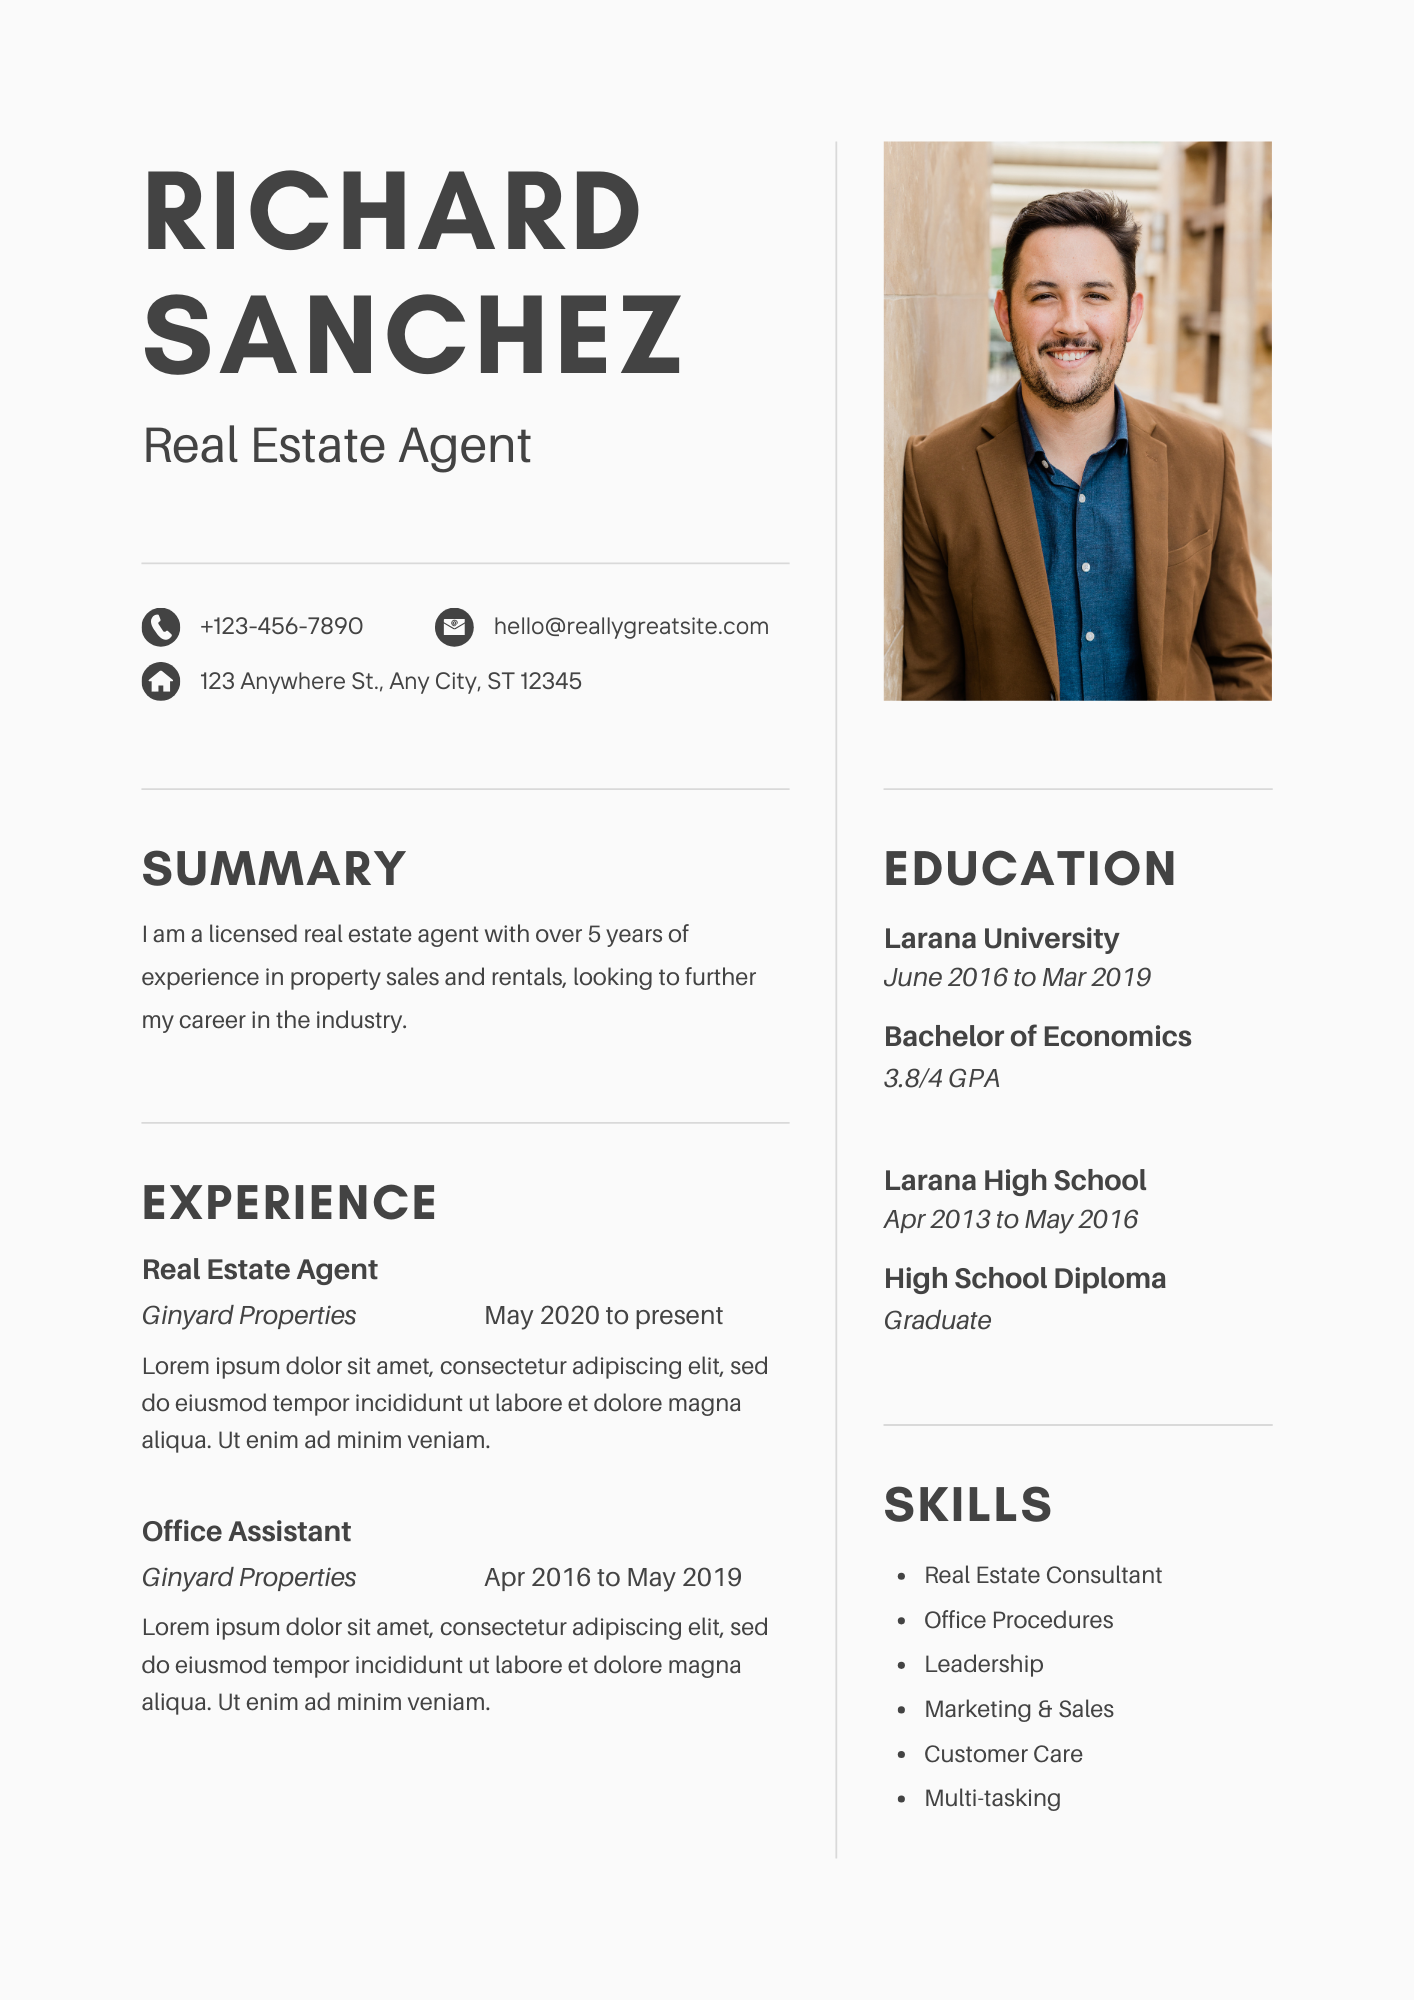 RICHARD
SANCHEZ
Real Estate Agent
+123-456-7890
hello@reallygreatsite.com
123 Anywhere St., Any City, ST 12345
SUMMARY
I am a licensed real estate agent with over 5 years of
experience in property sales and rentals, looking to further
my career in the industry.
EXPERIENCE
Real Estate Agent
Ginyard Properties May 2020 to present
Lorem ipsum dolor sit amet, consectetur adipiscing elit, sed
do eiusmod tempor incididunt ut labore et dolore magna
aliqua. Ut enim ad minim veniam.
Office Assistant
Ginyard Properties Apr 2016 to May 2019
Lorem ipsum dolor sit amet, consectetur adipiscing elit, sed
do eiusmod tempor incididunt ut labore et dolore magna
aliqua. Ut enim ad minim veniam.
EDUCATION
Larana University
June 2016 to Mar 2019
Bachelor of Economics
3.8/4 GPA
Larana High School
Apr 2013 to May 2016
High School Diploma
Graduate
SKILLS
• Real Estate Consultant
• Office Procedures
• Leadership
• Marketing & Sales
• Customer Care
• Multi-tasking